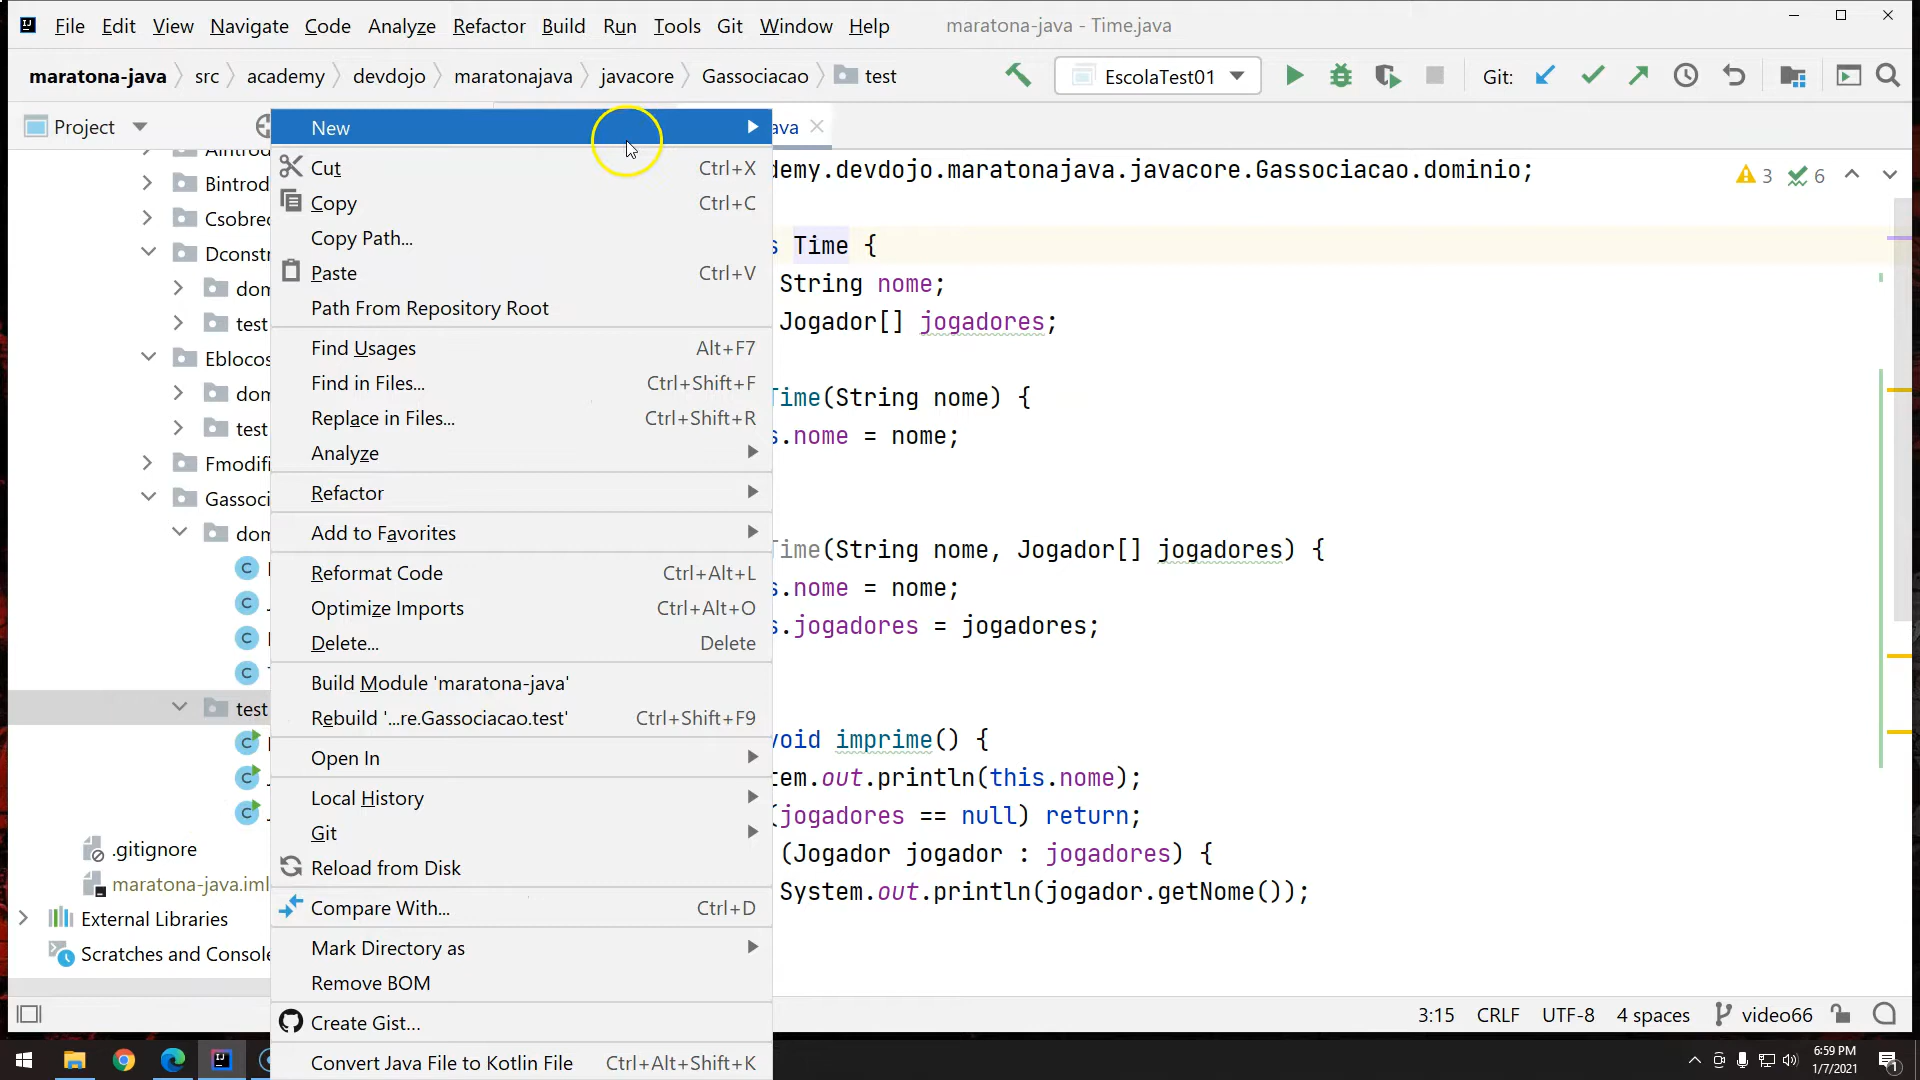 File Edit View Navigate Code Analyze Refactor Build Run Tools Git Window Help maratona-java - Time.java
maratona-java src academy devdojo maratonajava javacore Gassociacao test EscolaTest01 Git:
Project
ava
New
Cut Ctrl+X
Copy Ctrl+C
Copy Path...
Paste Ctrl+V
Path From Repository Root
Find Usages Alt+F7
Find in Files... Ctrl+Shift+F
Replace in Files... Ctrl+Shift+R
Analyze
Refactor
Add to Favorites
Reformat Code Ctrl+Alt+L
Optimize Imports Ctrl+Alt+O
Delete... Delete
Build Module 'maratona-java'
Rebuild '...re.Gassociacao.test' Ctrl+Shift+F9
Open In
Local History
Git
Reload from Disk
Compare With... Ctrl+D
Mark Directory as
Remove BOM
Create Gist...
Convert Java File to Kotlin File Ctrl+Alt+Shift+K
Bintrod
Csobrec
Dconstr
dom
test
Eblocos
dom
test
Fmodifi
Gassoci
dom
test
.gitignore
maratona-java.iml
External Libraries
Scratches and Console
demy.devdojo.maratonajava.javacore.Gassociacao.dominio;
s Time {
String nome;
Jogador[] jogadores;
Time(String nome) {
s.nome = nome;
Time(String nome, Jogador[] jogadores) {
s.nome = nome;
s.jogadores = jogadores;
void imprime() {
tem.out.println(this.nome);
(jogadores == null) return;
(Jogador jogador : jogadores) {
System.out.println(jogador.getNome());
3 6
3:15 CRLF UTF-8 4 spaces video66
6:59 PM
1/7/2021
1